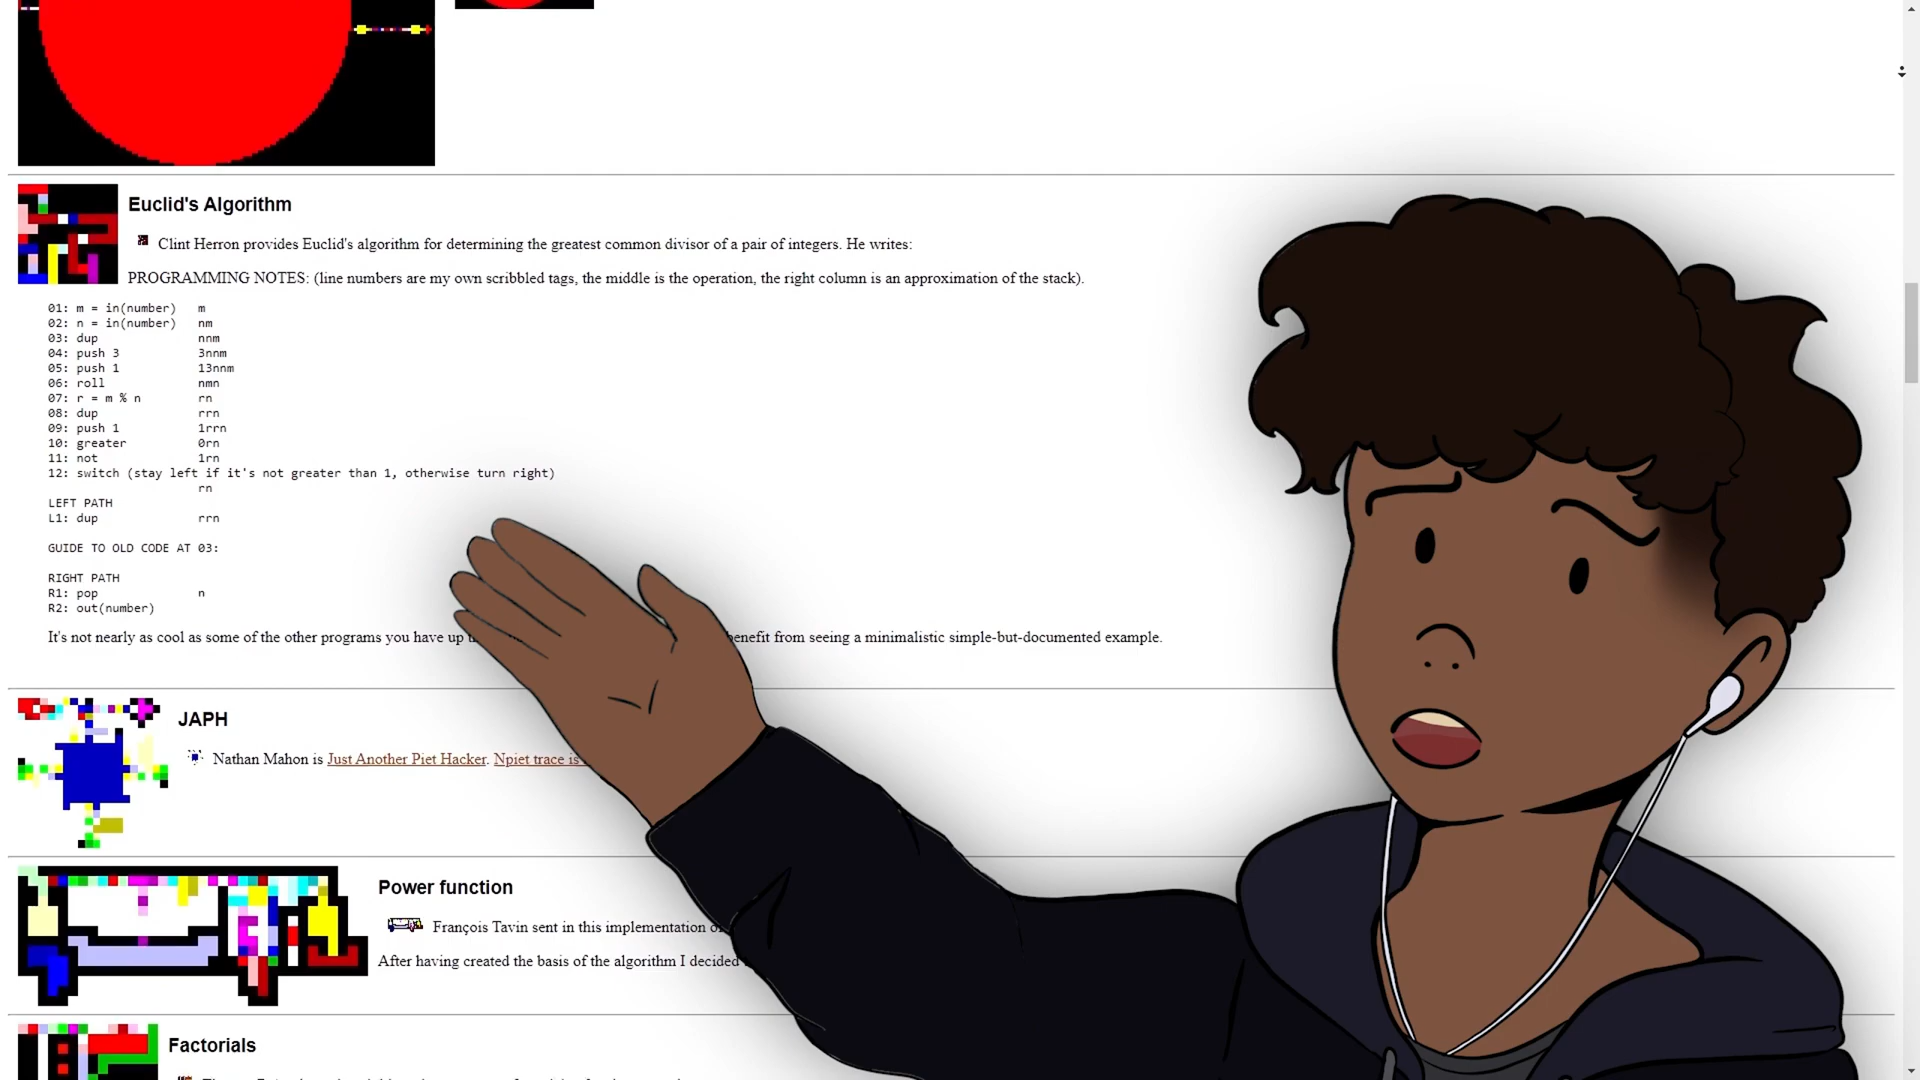 Euclid's Algorithm
Clint Herron provides Euclid's algorithm for determining the greatest common divisor of a pair of integers. He writes:
PROGRAMMING NOTES: (line numbers are my own scribbled tags, the middle is the operation, the right column is an approximation of the stack).
01: m = in(number) m
02: n = in(number) nm
03: dup nnm
04: push 3 3nnm
05: push 1 13nnm
06: roll nmn
07: r = m % n rn
08: dup rrn
09: push 1 1rrn
10: greater 0rn
11: not 1rn
12: switch (stay left if it's not greater than 1, otherwise turn right)
rn
LEFT PATH
L1: dup rrn
GUIDE TO OLD CODE AT 03:
RIGHT PATH
R1: pop n
R2: out(number)
It's not nearly as cool as some of the other programs you have up benefit from seeing a minimalistic simple-but-documented example.
JAPH
Nathan Mahon is Just Another Piet Hacker. Npiet trace is
Power function
François Tavin sent in this implementation
After having created the basis of the algorithm I decided
Factorials